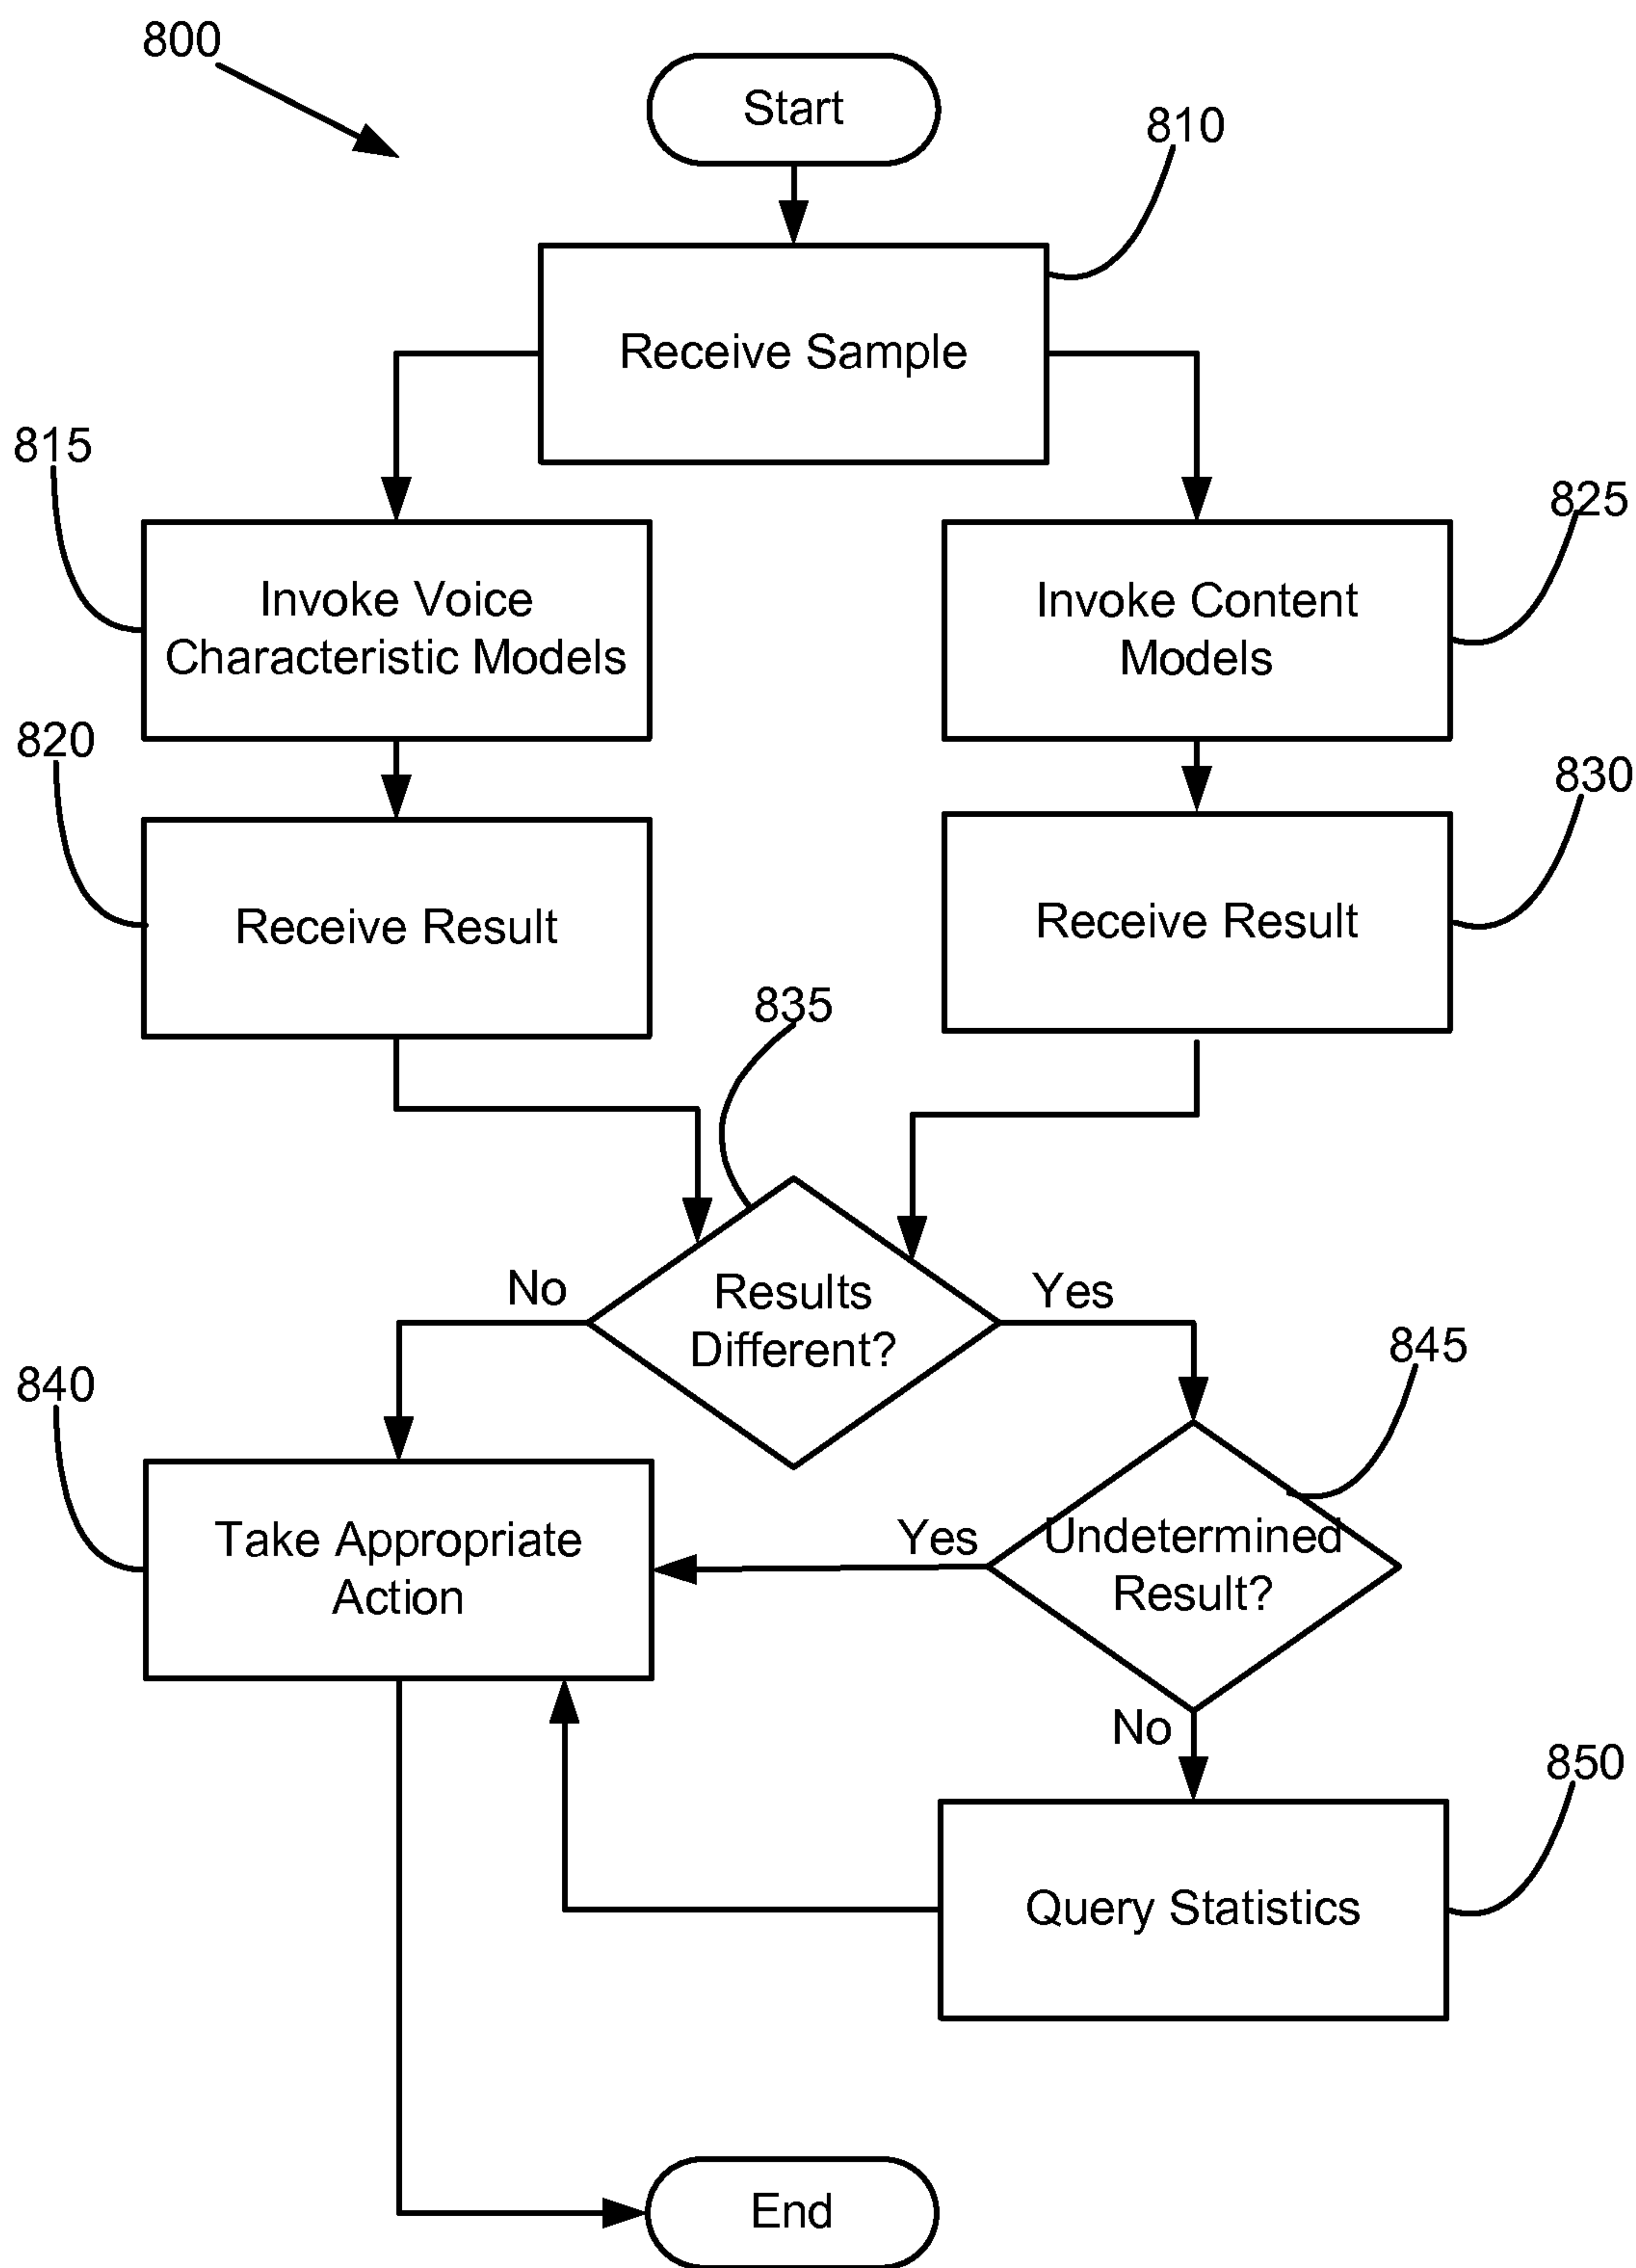 800
Start
810
Receive Sample
815
825
Invoke Voice
Characteristic Models
Invoke Content
Models
820
830
Receive Result
Receive Result
835
No
Results
Different?
Yes
845
840
Take Appropriate
Action
Yes
Undetermined
Result?
No
850
Query Statistics
End